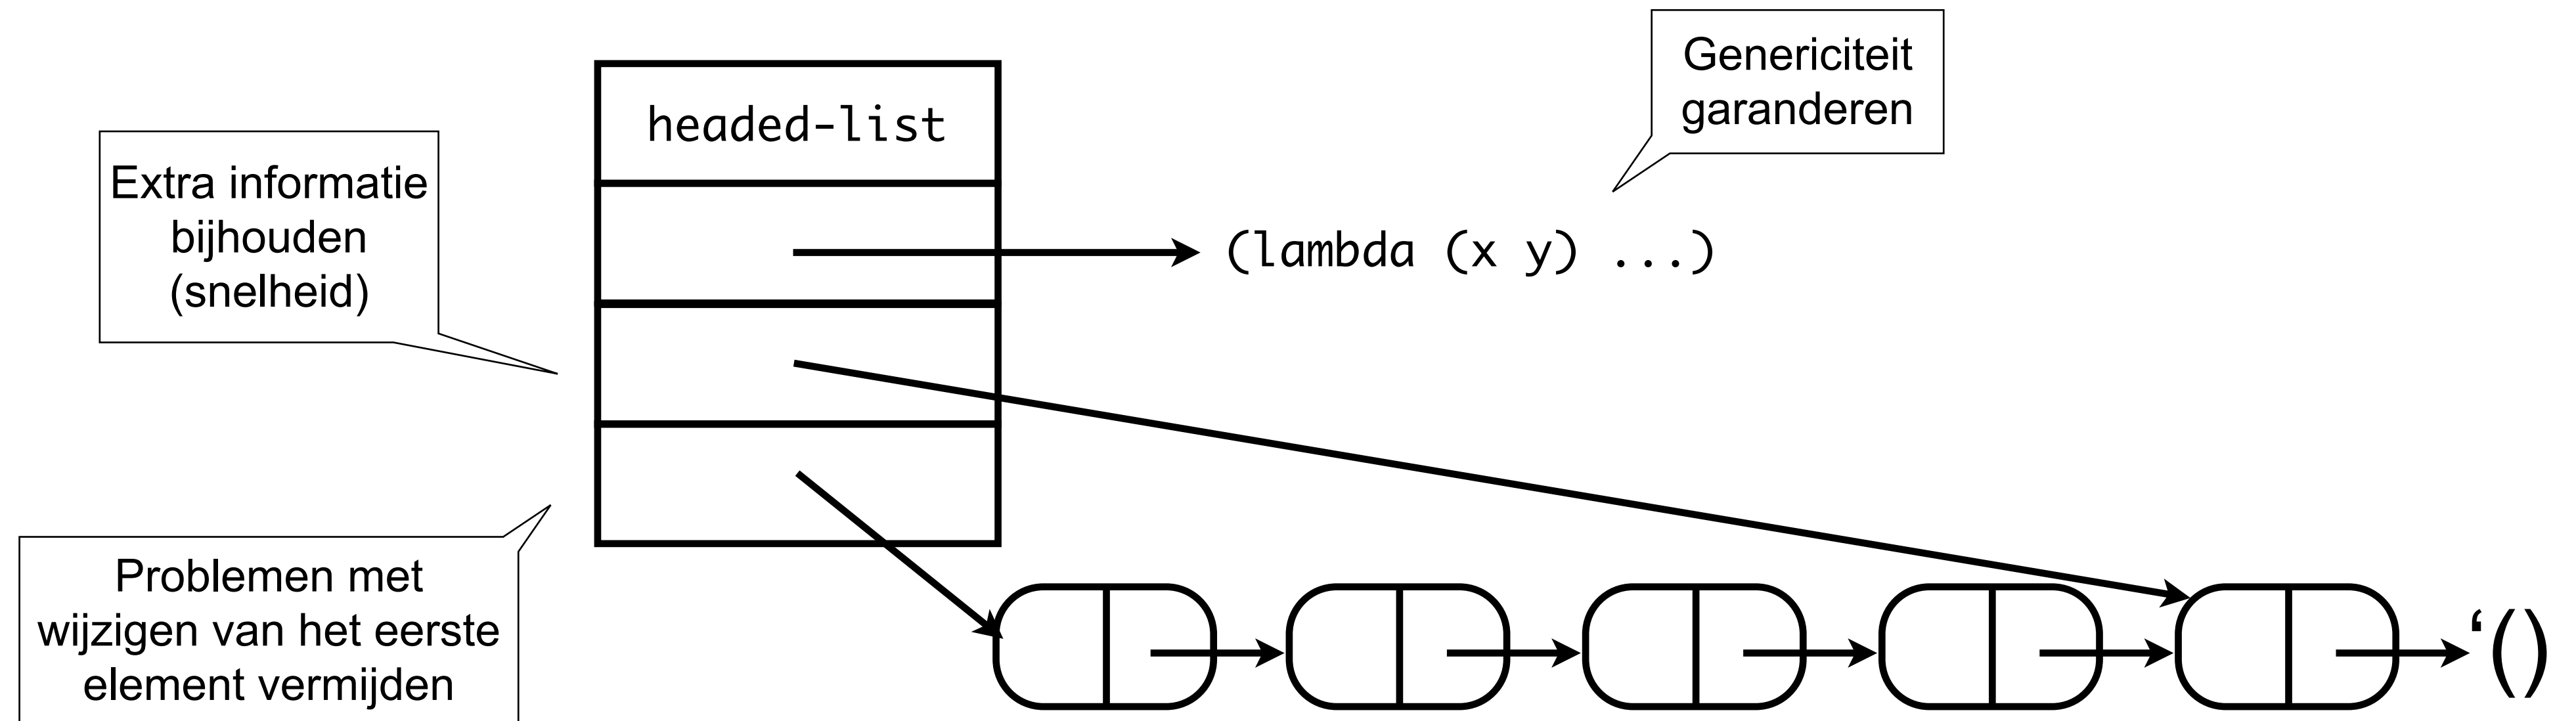 headed-list
Genericiteit
garanderen
Extra informatie
bijhouden
(snelheid)
(lambda (x y) ...)
Problemen met
wijzigen van het eerste
element vermijden
‘()